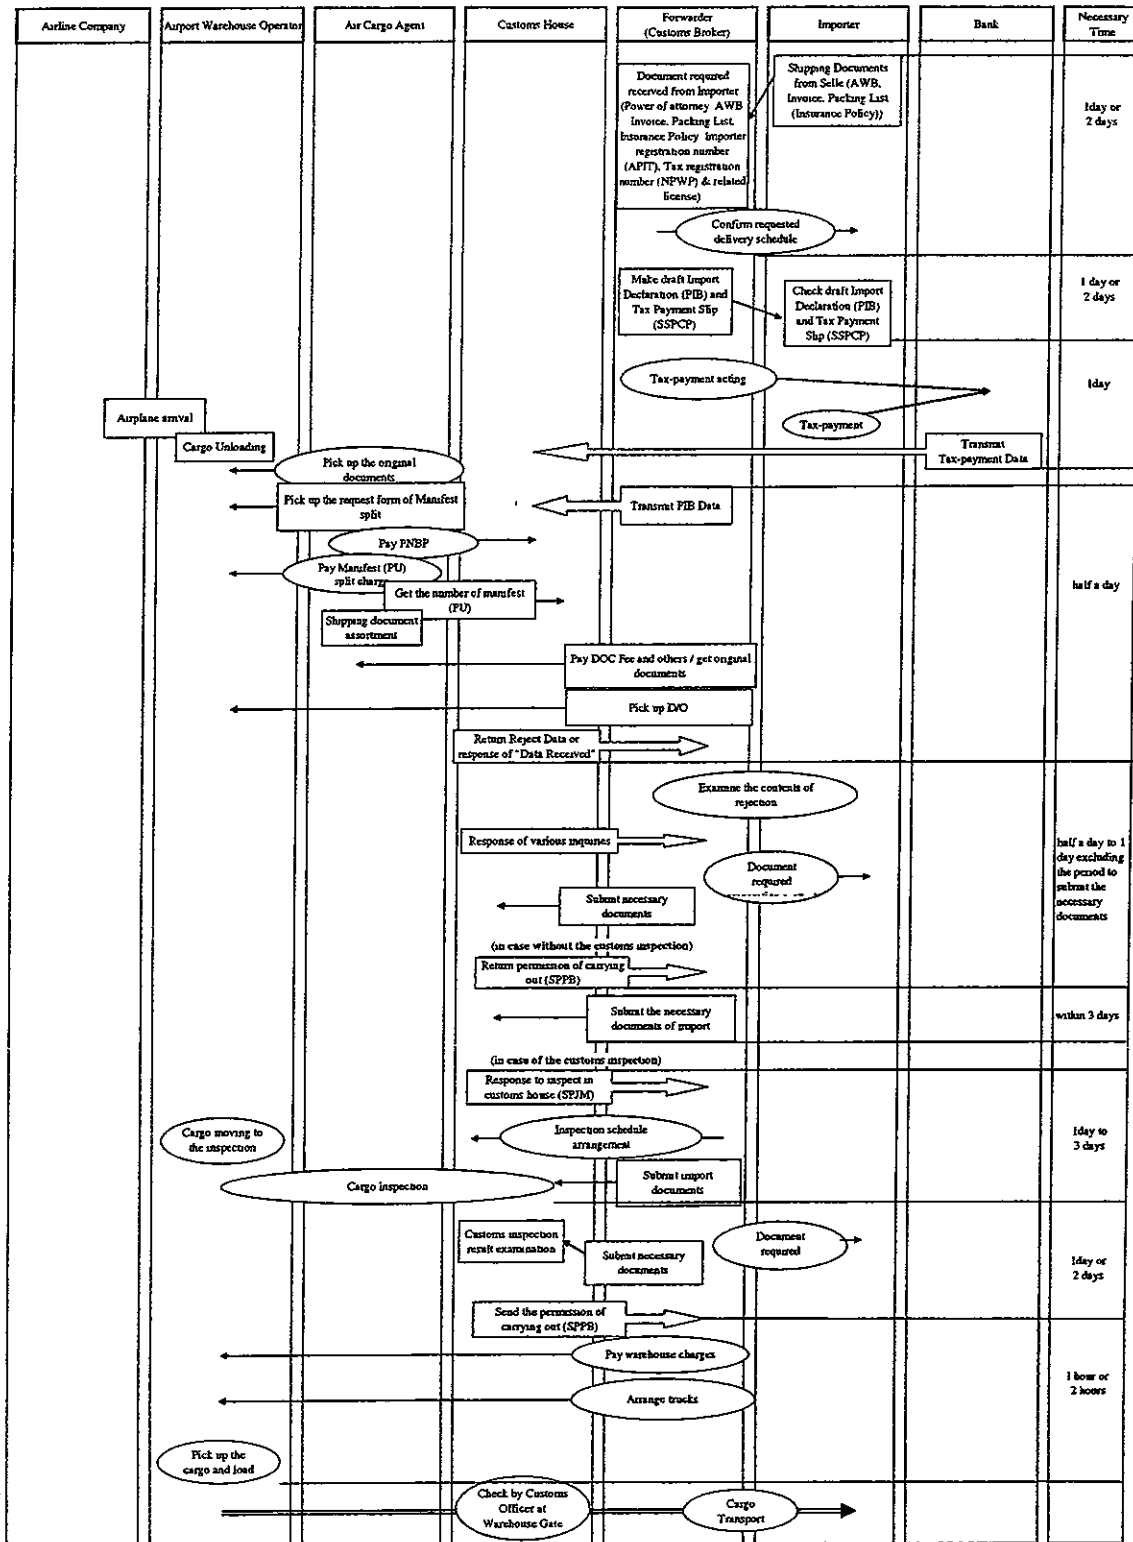 Airline Company
Airport Warehouse Operator
Air Cargo Agent
Customs House
Forwarder
(Customs Broker)
Importer
Bank
Necessary
Time
Document required
received from Importer
(Power of attorney AWB
Invoice, Packing List,
Insurance Policy Importer
registration number
(APIT), Tax registration
number (NPWP) & related
license)
Shipping Documents
from Selle (AWB,
Invoice, Packing List
(Insurance Policy))
1day or
2 days
Confirm requested
delivery schedule
Make draft Import
Declaration (PIB) and
Tax Payment Slip
(SSPCP)
Check draft Import
Declaration (PIB)
and Tax Payment
Slip (SSPCP)
1 day or
2 days
Tax-payment acting
1day
Airplane arrival
Tax-payment
Cargo Unloading
Transmit
Tax-payment Data
Pick up the original
documents
Pick up the request form of Manifest
split
Transmit PIB Data
Pay PNBP
Pay Manifest (PU)
split charge
Get the number of manifest
(PU)
half a day
Shipping document
assortment
Pay DOC Fee and others / get original
documents
Pick up D/O
Return Reject Data or
response of "Data Received"
Examine the contents of
rejection
Response of various inquiries
half a day to 1
day excluding
the period to
submit the
necessary
documents
Document
required
Submit necessary
documents
(in case without the customs inspection)
Return permission of carrying
out (SPPB)
Submit the necessary
documents of import
within 3 days
(in case of the customs inspection)
Response to inspect in
customs house (SPJM)
Cargo moving to
the inspection
Inspection schedule
arrangement
1day to
3 days
Cargo Inspection
Submit import
documents
Customs inspection
result examination
Submit necessary
documents
Document
required
1day or
2 days
Send the permission of
carrying out (SPPB)
Pay warehouse charges
Arrange trucks
1 hour or
2 hours
Pick up the
cargo and load
Check by Customs
Officer at
Warehouse Gate
Cargo
Transport